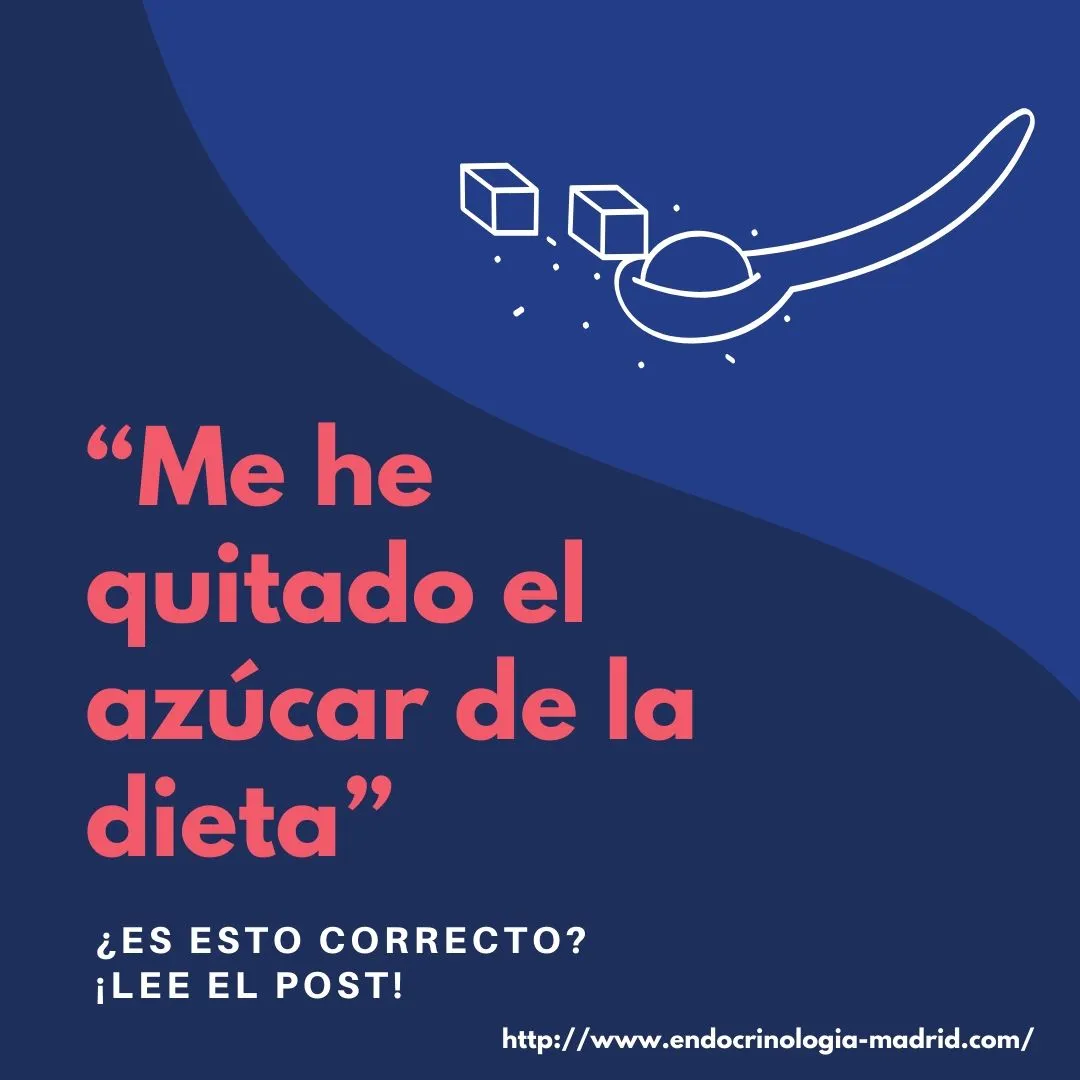 “Me he
quitado el
azúcar de la
dieta”
¿ES ESTO CORRECTO?
¡LEE EL POST!
http://www.endocrinologia-madrid.com/